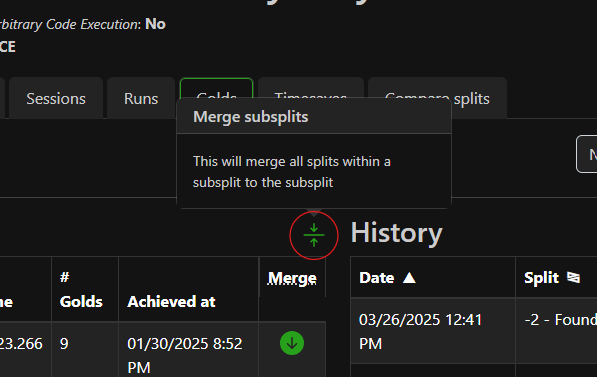 rbitrary Code Execution: No
CE
Sessions
Runs
Golds
Timesaves
Compare splits
Merge subsplits
This will merge all splits within a
subsplit to the subsplit
N
History
me
#
Golds
Achieved at
Merge
Date ▲
Split
23.266
9
01/30/2025 8:52
PM
03/26/2025 12:41
PM
-2 - Found